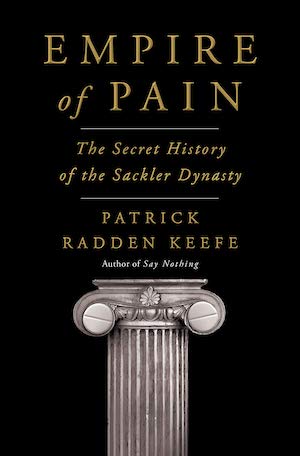 EMPIRE
of PAIN
The Secret History
of the Sackler Dynasty
PATRICK
RADDEN KEEFE
Author of Say Nothing